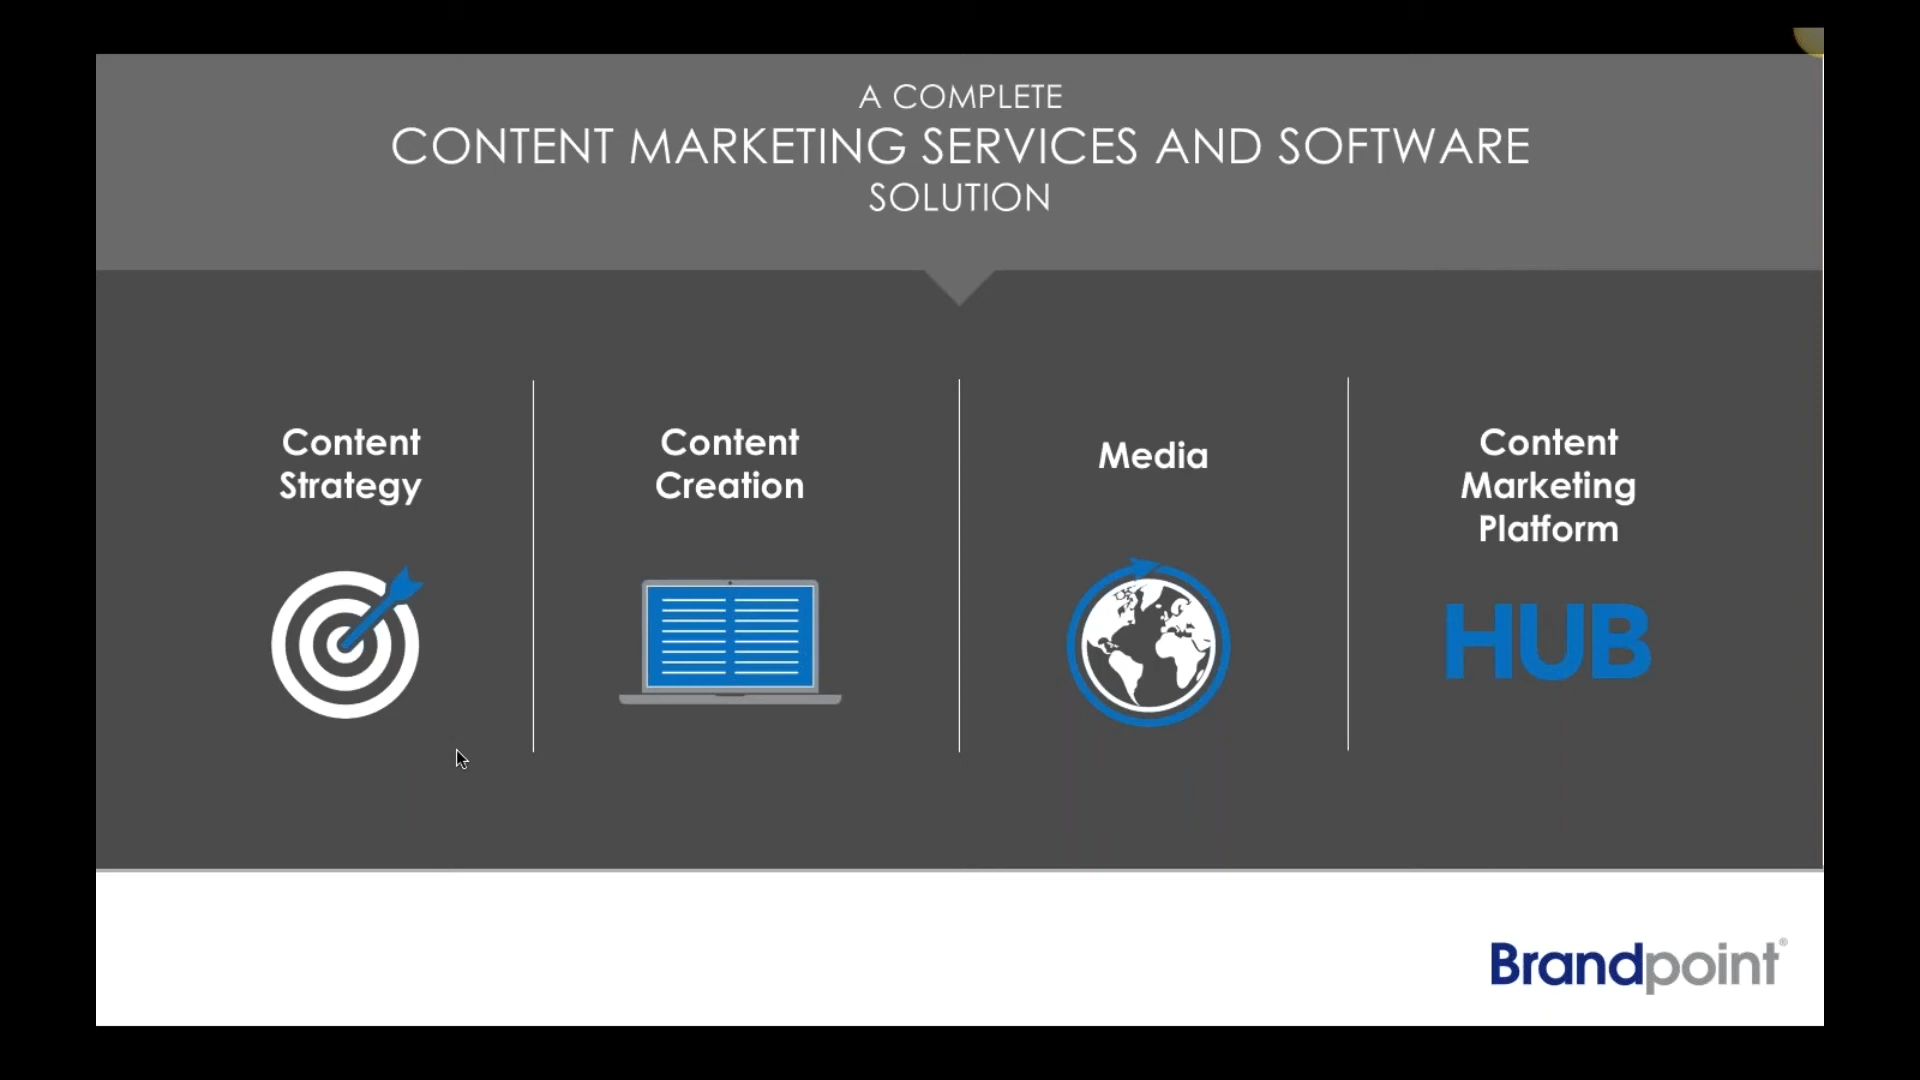 A COMPLETE
CONTENT MARKETING SERVICES AND SOFTWARE
SOLUTION
Content
Strategy
Content
Creation
Media
Content
Marketing
Platform
HUB
Brandpoint®